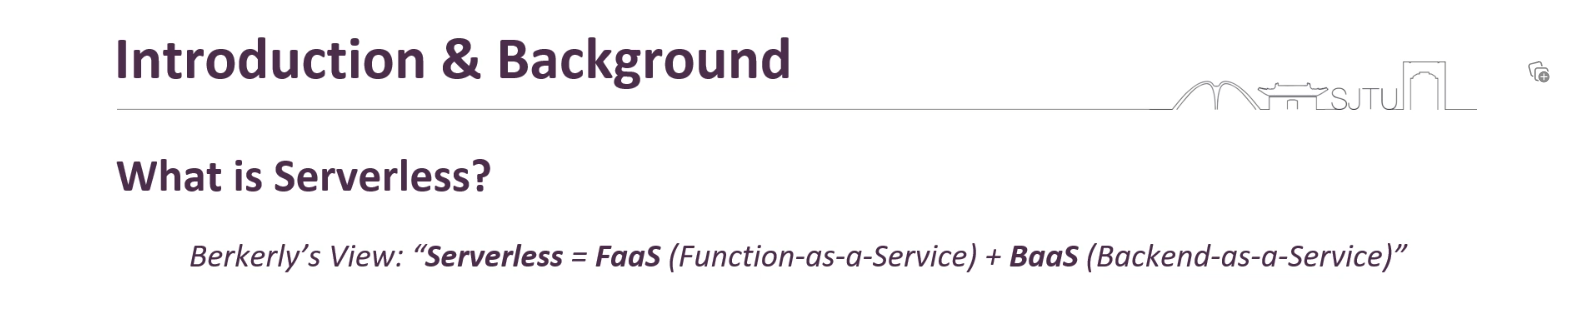 Introduction & Background
SJTU
What is Serverless?
Berkerly’s View: “Serverless = FaaS (Function-as-a-Service) + BaaS (Backend-as-a-Service)”